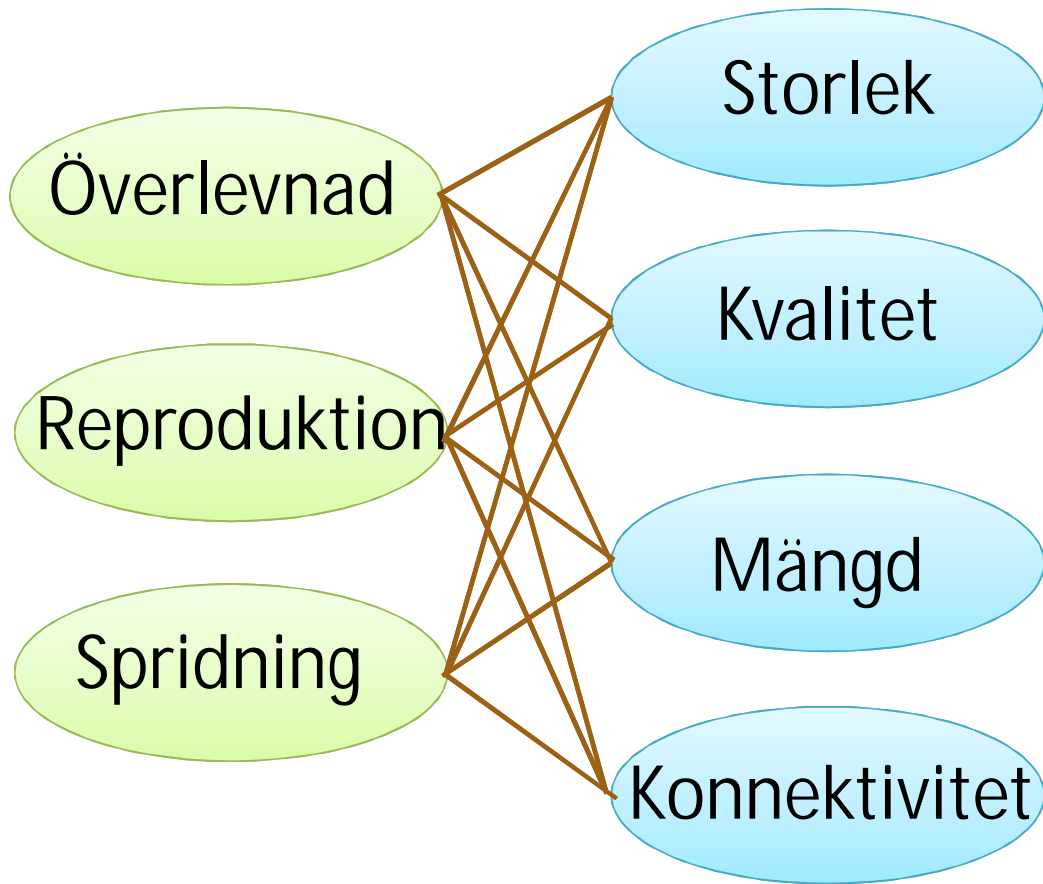 Överlevnad
Reproduktion
Spridning
Storlek
Kvalitet
Mängd
Konnektivitet